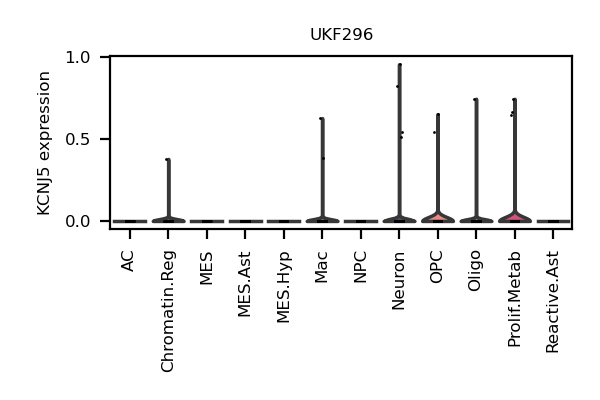 UKF296
KCNJ5 expression
1.0
0.5
0.0
AC
Chromatin.Reg
MES
MES.Ast
MES.Hyp
Mac
NPC
Neuron
OPC
Oligo
Prolif.Metab
Reactive.Ast